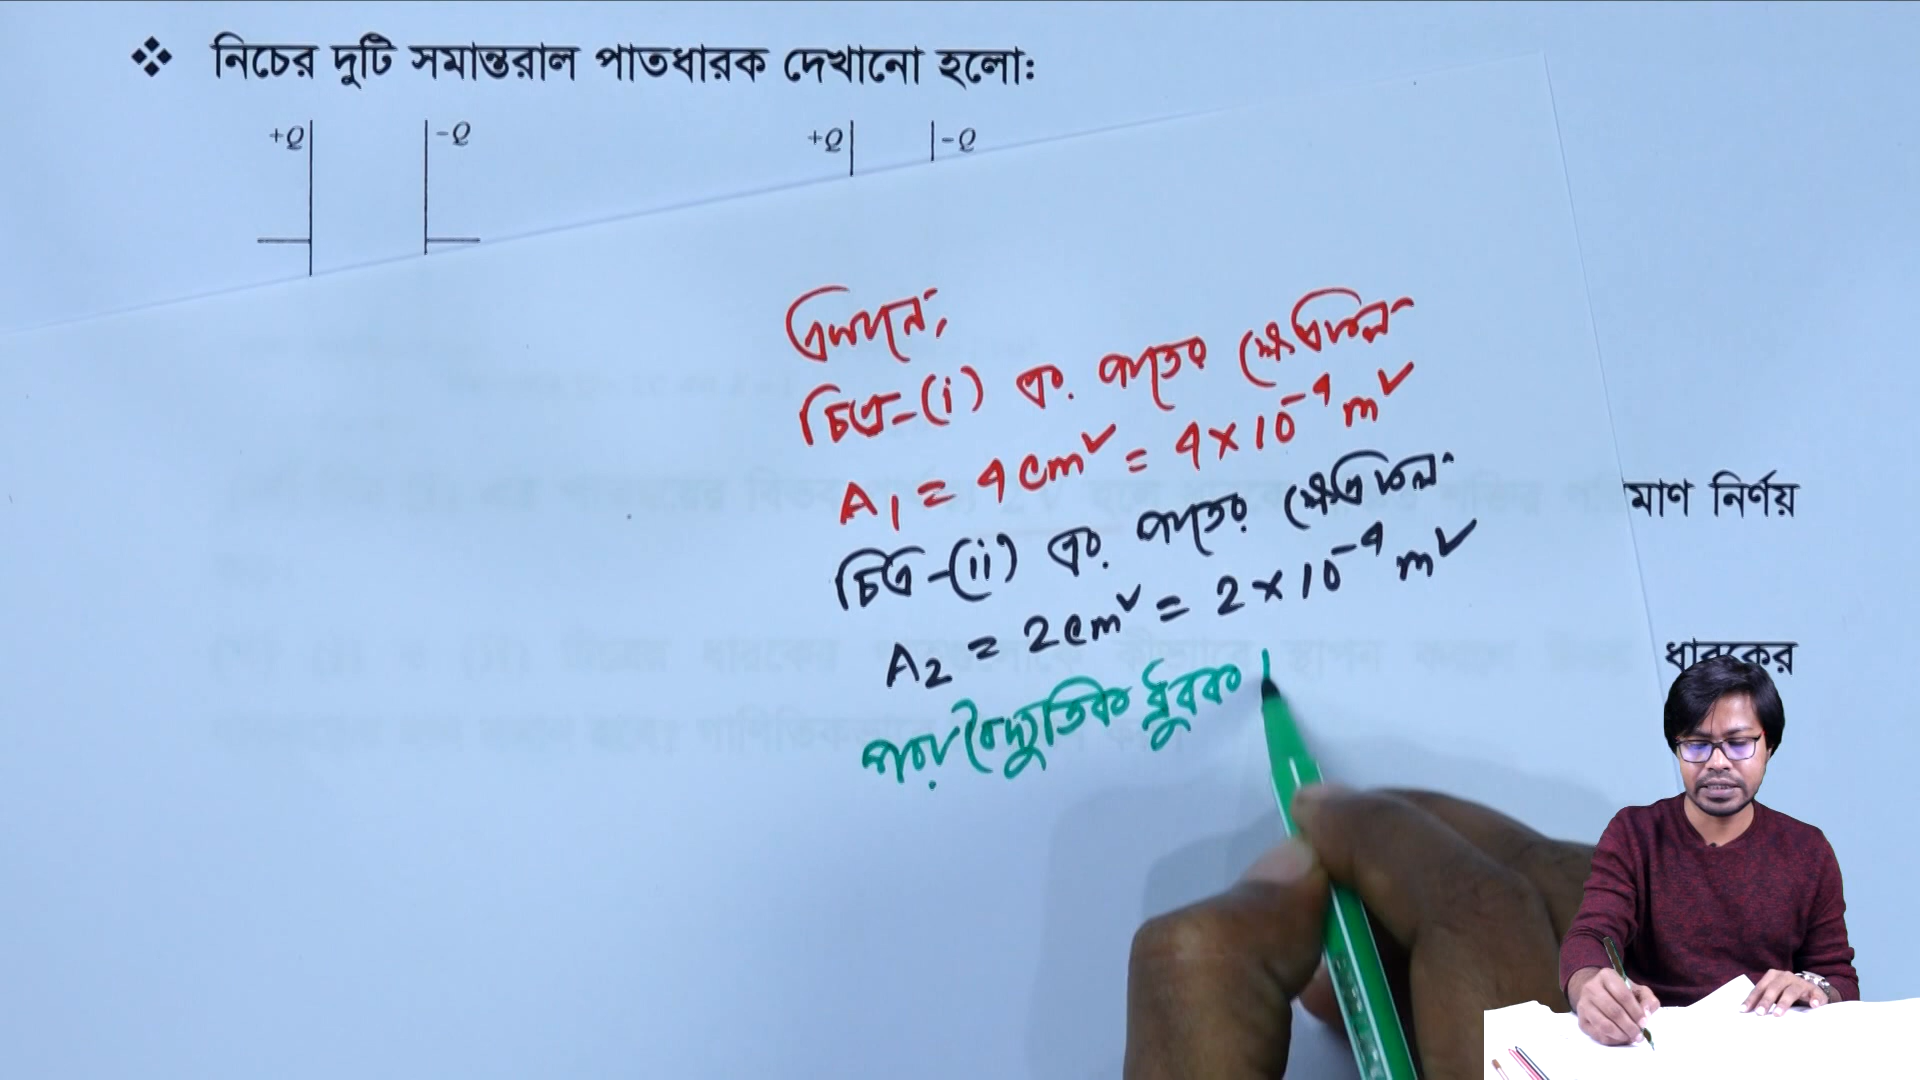 ❖ নিচের দুটি সমান্তরাল পাতধারক দেখানো হলোঃ
+Q -Q +Q -Q
এখানে,
চিত্র-(i) এর পাতের ক্ষেত্রফল
A₁ = 4cm² = 4×10⁻⁴ m²
মাণ নির্ণয়
চিত্র-(ii) এর পাতের ক্ষেত্রফল
A₂ = 2cm² = 2×10⁻⁴ m²
ধারকের
পরাবৈদ্যুতিক ধ্রুবক